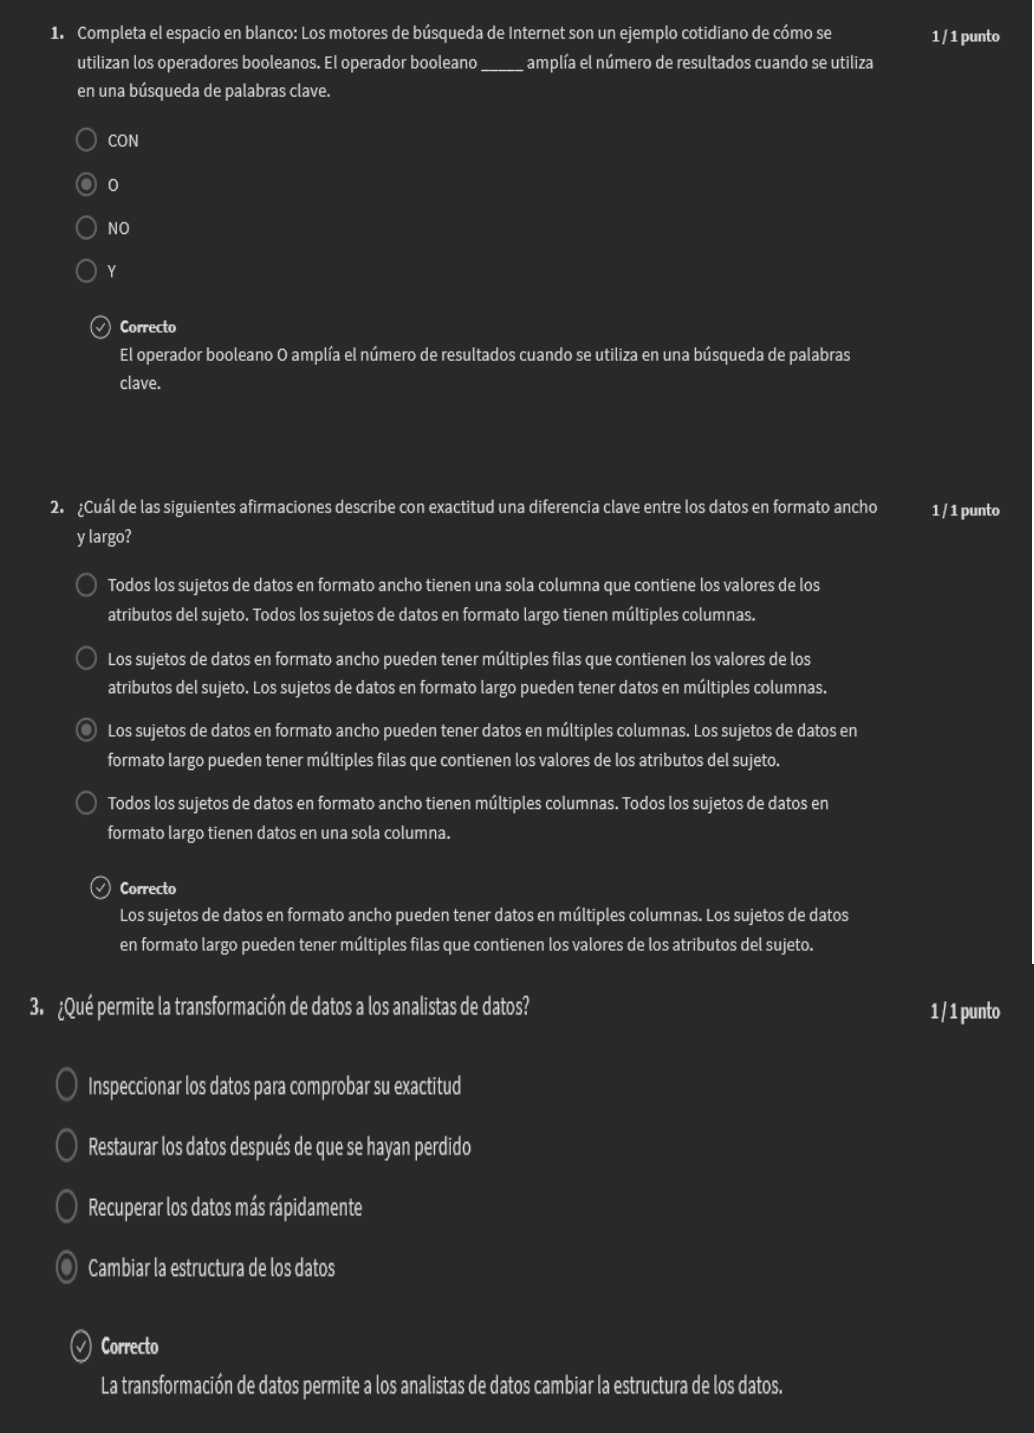 1. Completa el espacio en blanco: Los motores de búsqueda de Internet son un ejemplo cotidiano de cómo se
1 / 1 punto
utilizan los operadores booleanos. El operador booleano _____ amplía el número de resultados cuando se utiliza
en una búsqueda de palabras clave.
CON
O
NO
Y
Correcto
El operador booleano O amplía el número de resultados cuando se utiliza en una búsqueda de palabras
clave.
2. ¿Cuál de las siguientes afirmaciones describe con exactitud una diferencia clave entre los datos en formato ancho
1 / 1 punto
y largo?
Todos los sujetos de datos en formato ancho tienen una sola columna que contiene los valores de los
atributos del sujeto. Todos los sujetos de datos en formato largo tienen múltiples columnas.
Los sujetos de datos en formato ancho pueden tener múltiples filas que contienen los valores de los
atributos del sujeto. Los sujetos de datos en formato largo pueden tener datos en múltiples columnas.
Los sujetos de datos en formato ancho pueden tener datos en múltiples columnas. Los sujetos de datos en
formato largo pueden tener múltiples filas que contienen los valores de los atributos del sujeto.
Todos los sujetos de datos en formato ancho tienen múltiples columnas. Todos los sujetos de datos en
formato largo tienen datos en una sola columna.
Correcto
Los sujetos de datos en formato ancho pueden tener datos en múltiples columnas. Los sujetos de datos
en formato largo pueden tener múltiples filas que contienen los valores de los atributos del sujeto.
3. ¿Qué permite la transformación de datos a los analistas de datos?
1 / 1 punto
Inspeccionar los datos para comprobar su exactitud
Restaurar los datos después de que se hayan perdido
Recuperar los datos más rápidamente
Cambiar la estructura de los datos
Correcto
La transformación de datos permite a los analistas de datos cambiar la estructura de los datos.